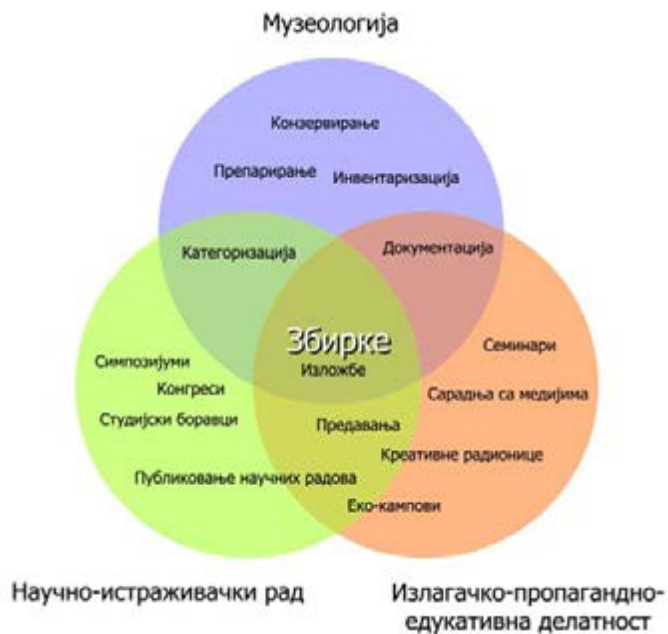 Музеологија
Конзервирање
Препарирање
Инвентаризација
Категоризација
Документација
Збирке
Изложбе
Семинари
Симпозијуми
Конгреси
Сарадња са медијима
Студијски боравци
Предавања
Креативне радионице
Публиковање научних радова
Еко-кампови
Научно-истраживачки рад
Излагачко-пропагандно-
едукативна делатност